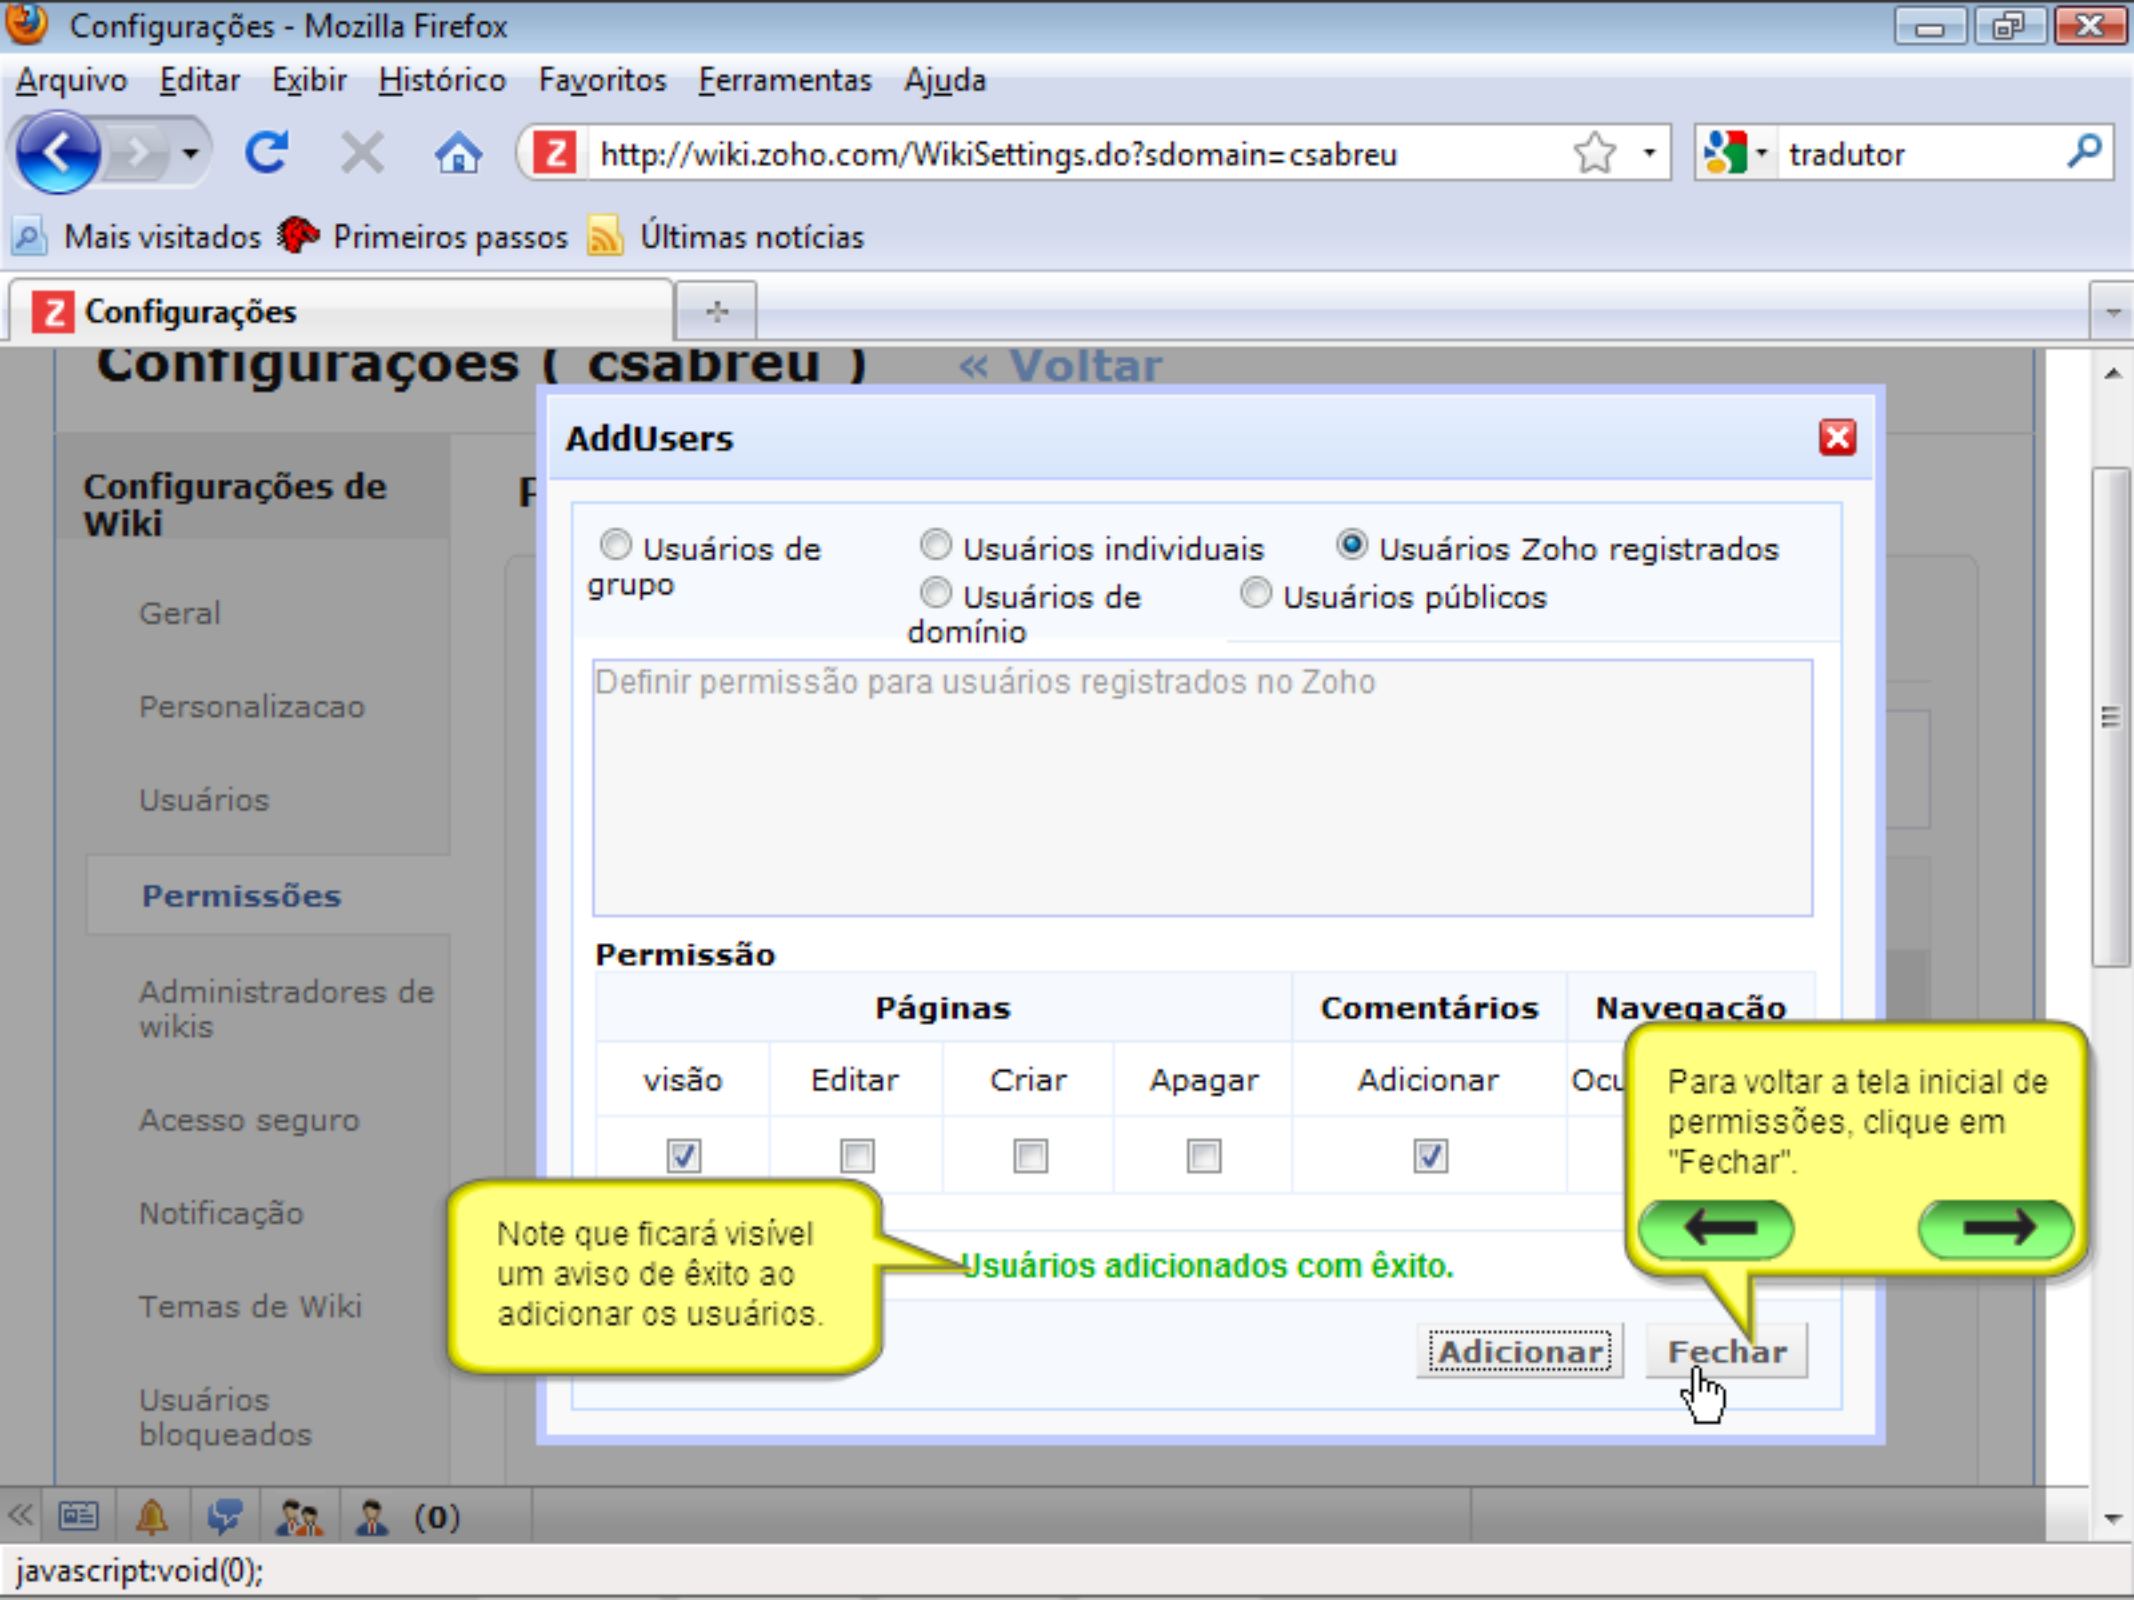 Configurações - Mozilla Firefox
Arquivo Editar Exibir Histórico Favoritos Ferramentas Ajuda
http://wiki.zoho.com/WikiSettings.do?sdomain=csabreu
tradutor
Mais visitados Primeiros passos Últimas notícias
Configurações
Configurações ( csabreu ) « Voltar
AddUsers
Configurações de
Wiki
Geral
Personalizacao
Usuários
Permissões
Administradores de
wikis
Acesso seguro
Notificação
Temas de Wiki
Usuários
bloqueados
Usuários de
grupo
Usuários individuais
Usuários Zoho registrados
Usuários de
domínio
Usuários públicos
Definir permissão para usuários registrados no Zoho
Permissão
Páginas Comentários Navegação
visão Editar Criar Apagar Adicionar
Para voltar a tela inicial de
permissões, clique em
"Fechar".
Note que ficará visível
um aviso de êxito ao
adicionar os usuários.
Usuários adicionados com êxito.
Adicionar Fechar
(0)
javascript:void(0);